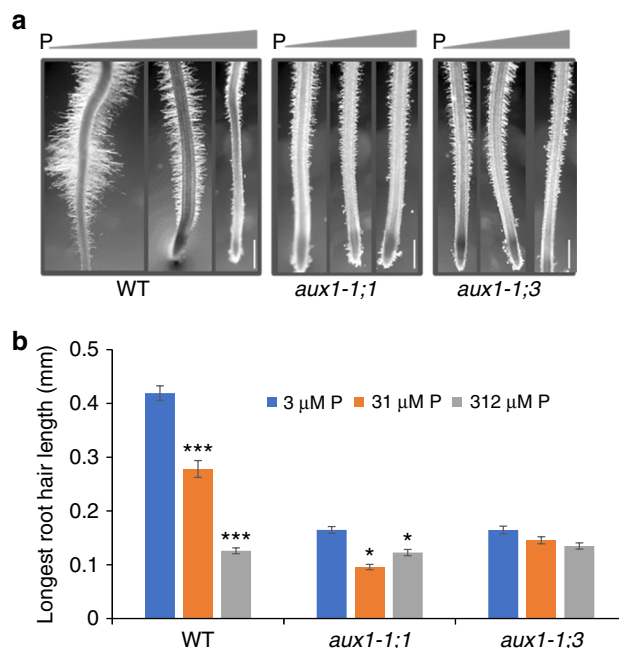 a
P P P
WT aux1-1;1 aux1-1;3
b
Longest root hair length (mm)
0.5
0.4
0.3
0.2
0.1
0
3 μM P 31 μM P 312 μM P
***
***
*
*
WT aux1-1;1 aux1-1;3